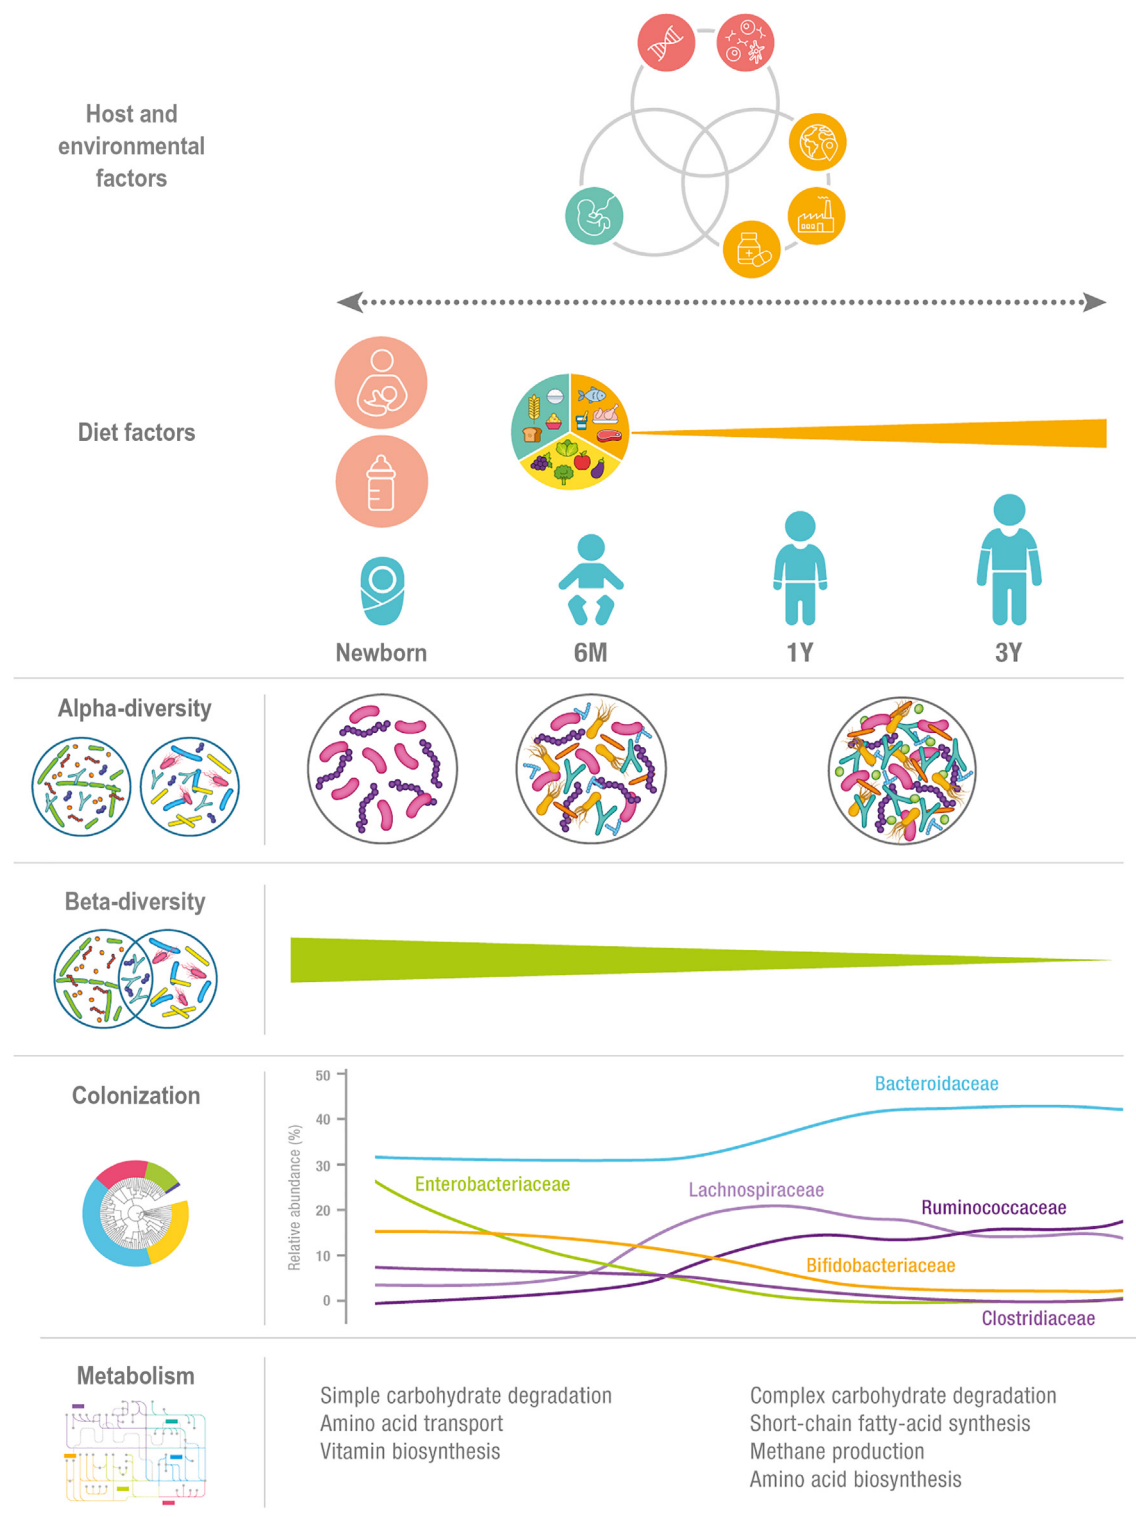 Host and
environmental
factors
Diet factors
Newborn
6M
1Y
3Y
Alpha-diversity
Beta-diversity
Colonization
Relative abundance (%)
50
40
30
20
10
0
Bacteroidaceae
Enterobacteriaceae
Lachnospiraceae
Ruminococcaceae
Bifidobacteriaceae
Clostridiaceae
Metabolism
Simple carbohydrate degradation
Amino acid transport
Vitamin biosynthesis
Complex carbohydrate degradation
Short-chain fatty-acid synthesis
Methane production
Amino acid biosynthesis